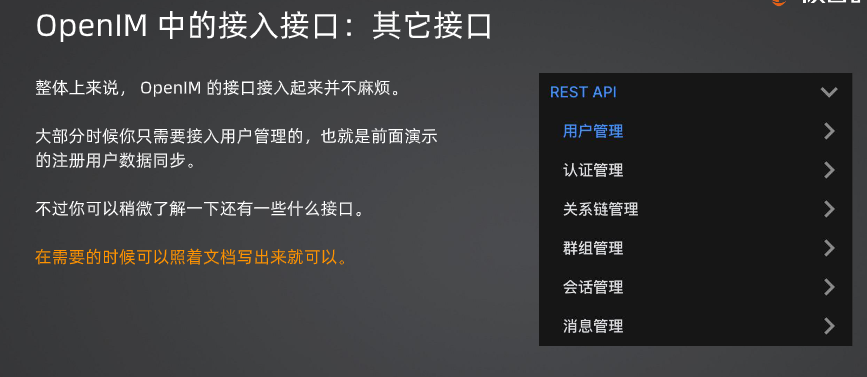 OpenIM 中的接入接口：其它接口
整体上来说， OpenIM 的接口接入起来并不麻烦。
大部分时候你只需要接入用户管理的，也就是前面演示
的注册用户数据同步。
不过你可以稍微了解一下还有一些什么接口。
在需要的时候可以照着文档写出来就可以。
REST API
用户管理
认证管理
关系链管理
群组管理
会话管理
消息管理